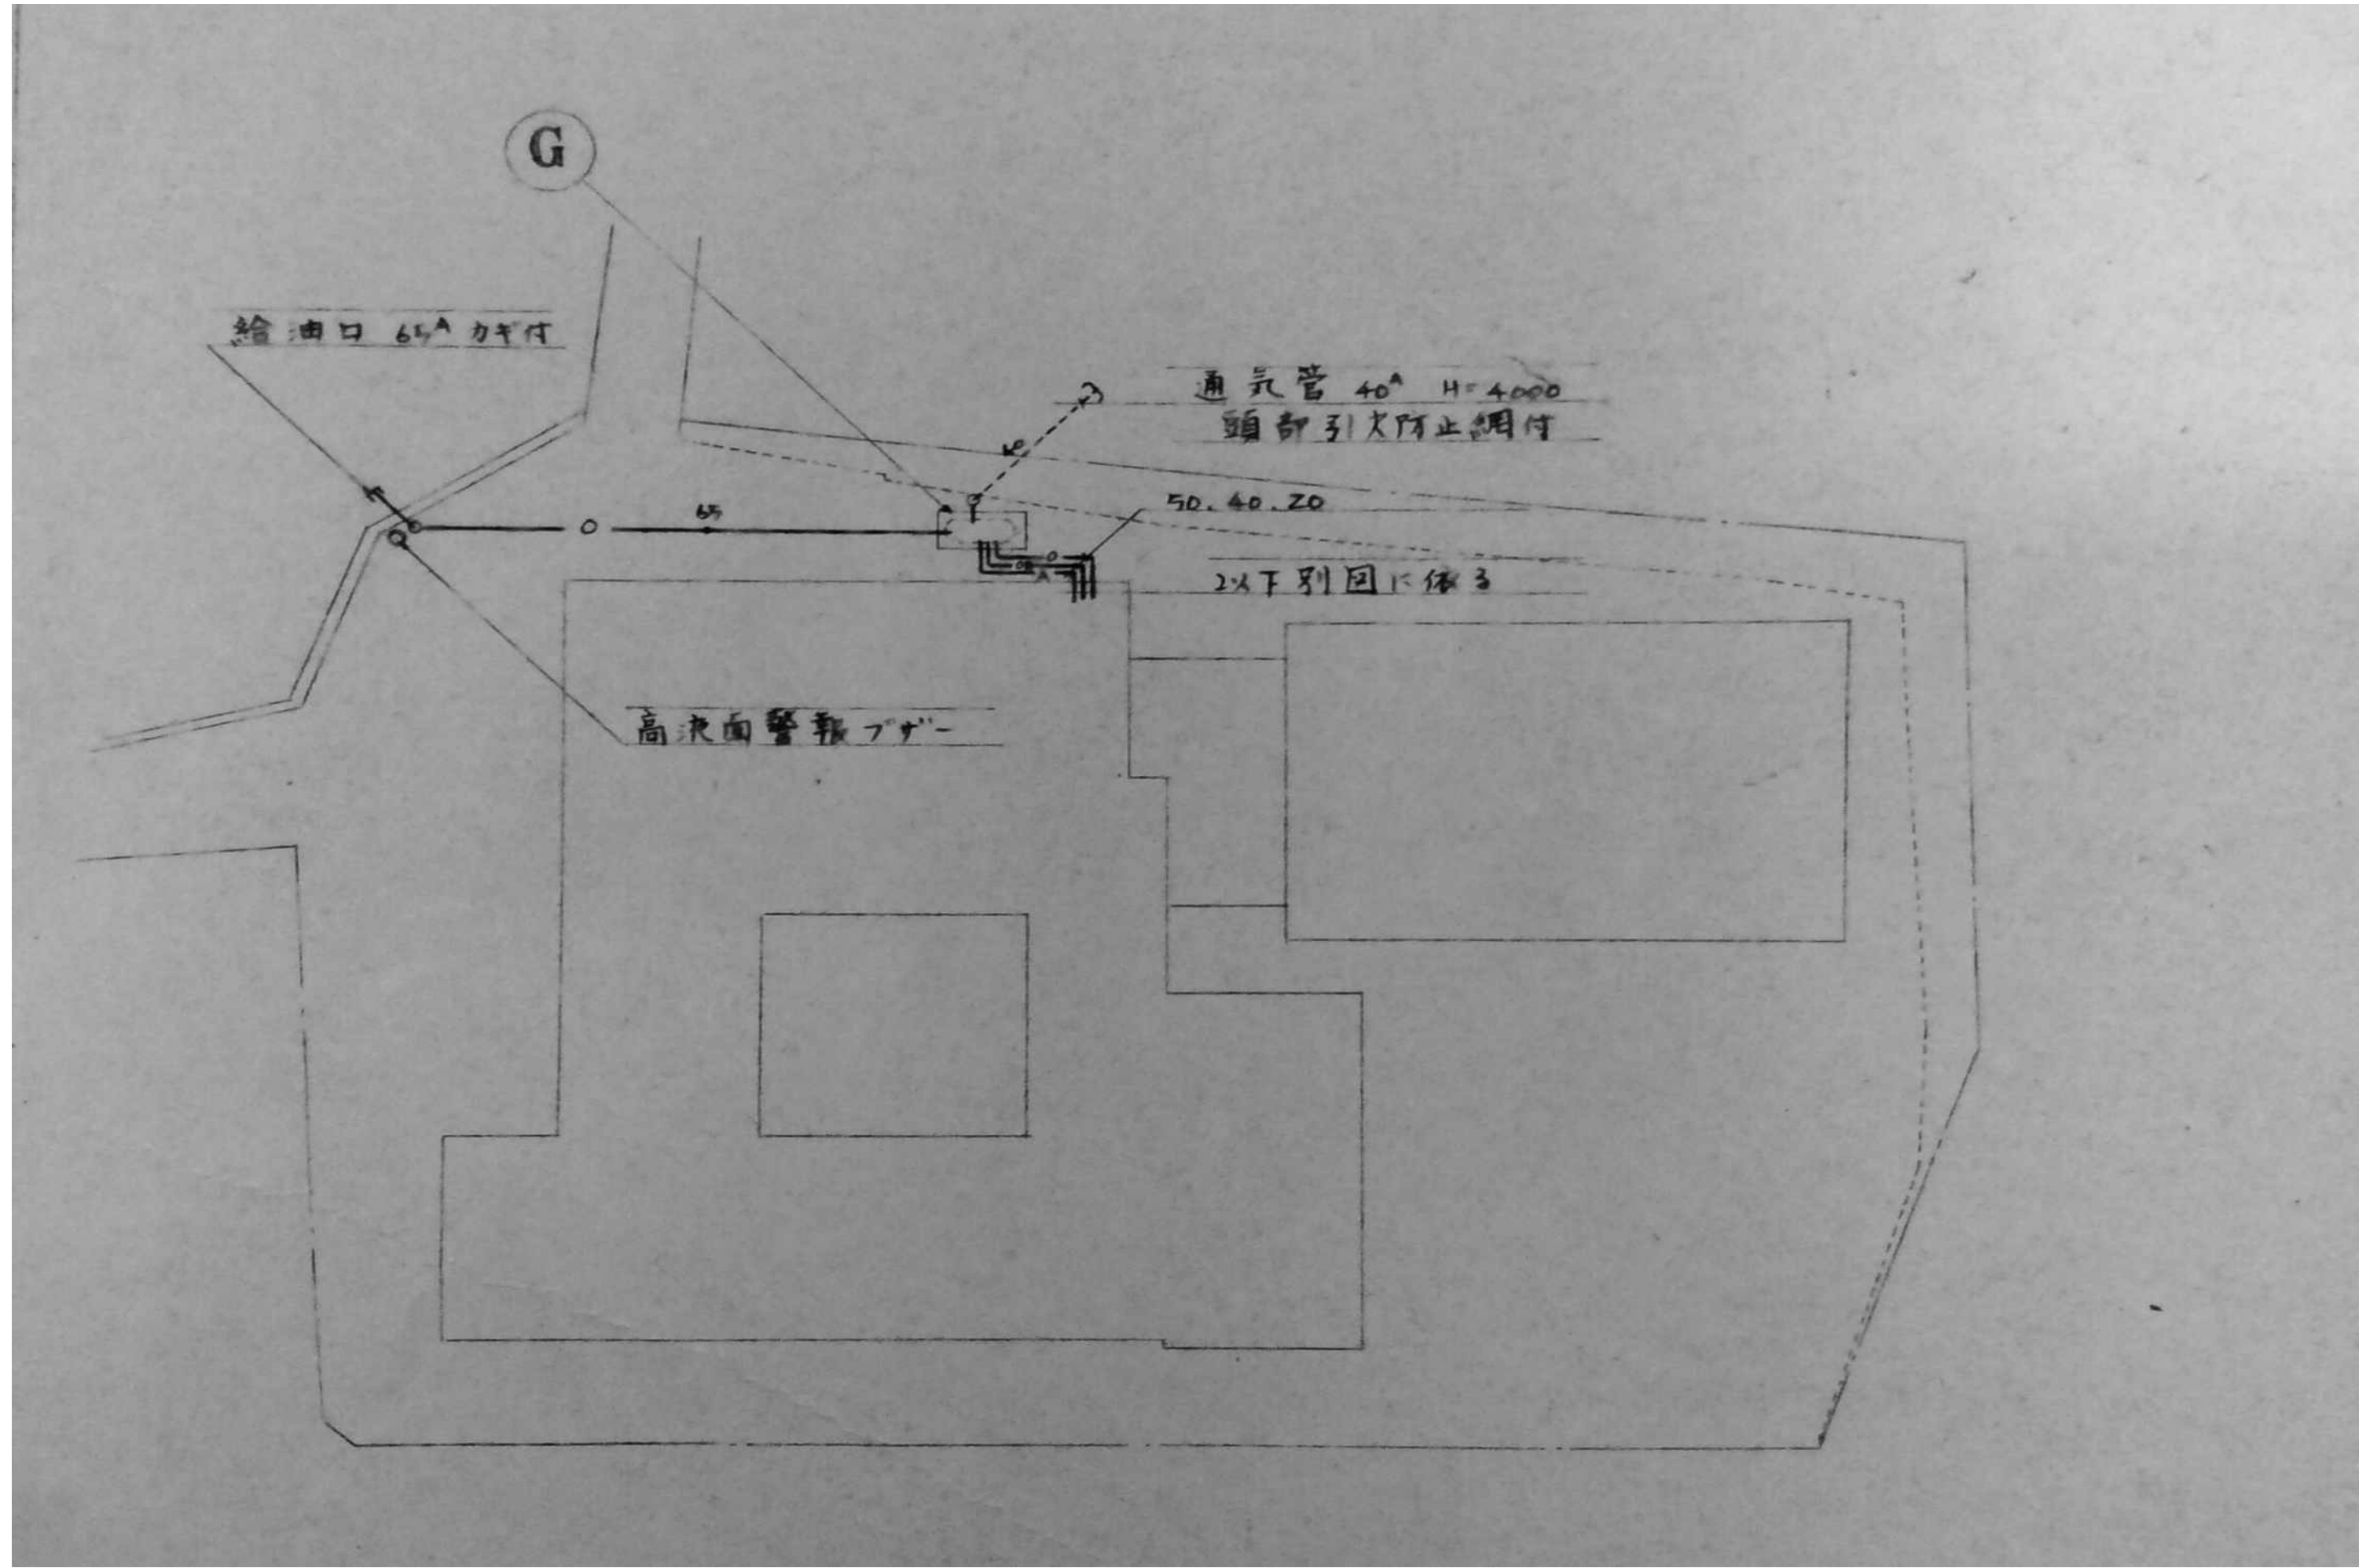 G
給油口 65A カギ付
通気管 40A H=4000
頭部引火防止網付
40
65
50.40.20
以下別図に依る
高液面警報ブザー